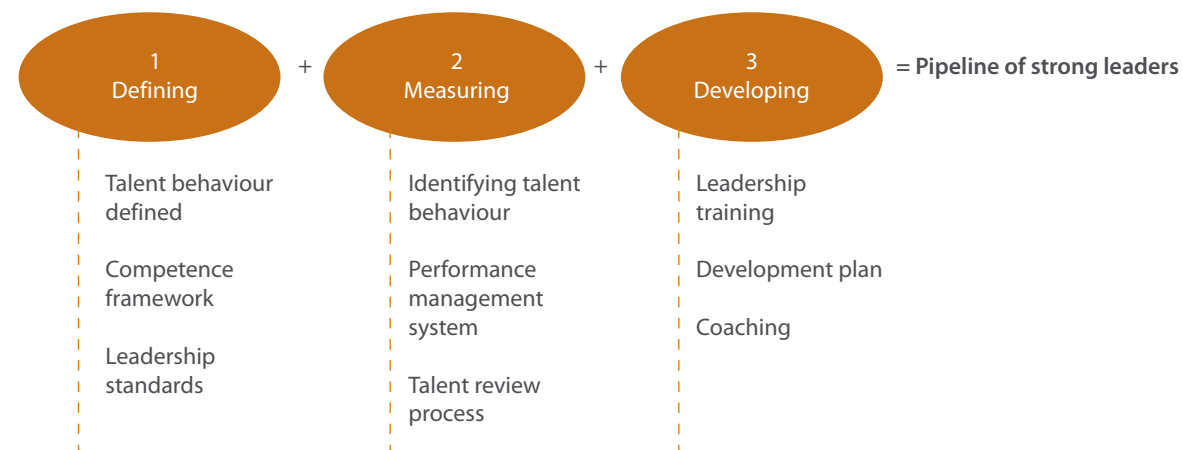 1
Defining
+
2
Measuring
+
3
Developing
= Pipeline of strong leaders
Talent behaviour
defined
Competence
framework
Leadership
standards
Identifying talent
behaviour
Performance
management
system
Talent review
process
Leadership
training
Development plan
Coaching